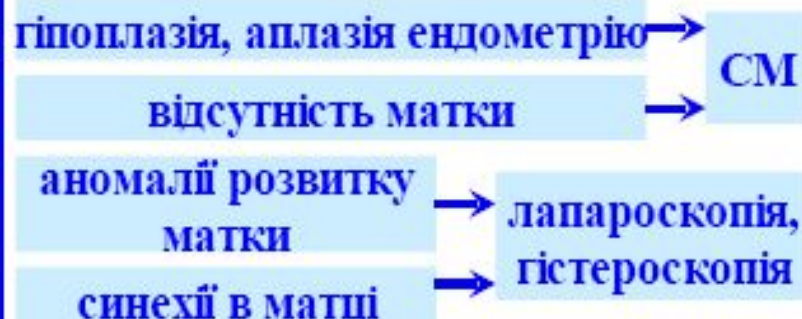 гіпоплазія, аплазія ендометрію
СМ
відсутність матки
аномалії розвитку
матки
лапароскопія,
гістероскопія
синехії в матці